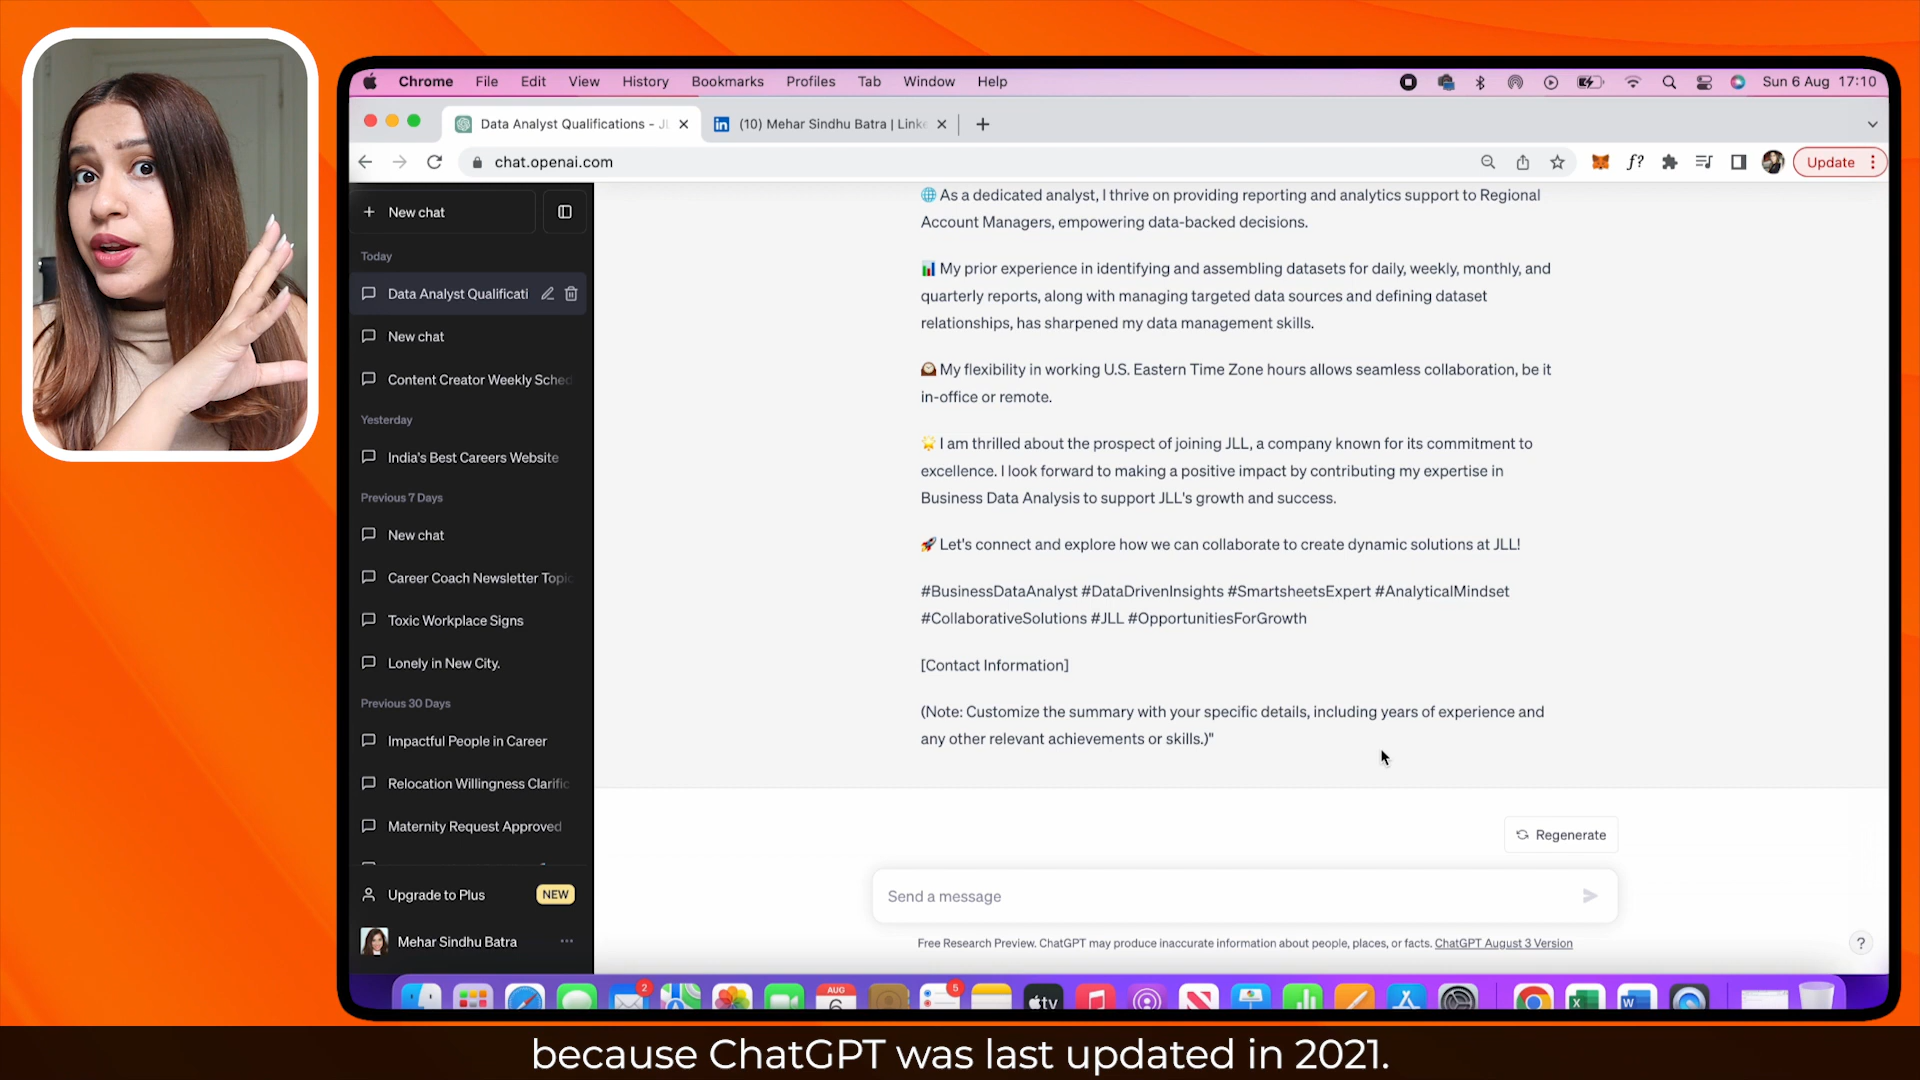 Chrome File Edit View History Bookmarks Profiles Tab Window Help
Sun 6 Aug 17:10
Data Analyst Qualifications - JL
(10) Mehar Sindhu Batra | Linke
chat.openai.com
Update
New chat
Today
Data Analyst Qualificati
New chat
Content Creator Weekly Sched
Yesterday
India's Best Careers Website
Previous 7 Days
New chat
Career Coach Newsletter Topic
Toxic Workplace Signs
Lonely in New City.
Previous 30 Days
Impactful People in Career
Relocation Willingness Clarific
Maternity Request Approved
Upgrade to Plus NEW
Mehar Sindhu Batra
🌐 As a dedicated analyst, I thrive on providing reporting and analytics support to Regional
Account Managers, empowering data-backed decisions.
📊 My prior experience in identifying and assembling datasets for daily, weekly, monthly, and
quarterly reports, along with managing targeted data sources and defining dataset
relationships, has sharpened my data management skills.
🕰️ My flexibility in working U.S. Eastern Time Zone hours allows seamless collaboration, be it
in-office or remote.
🌟 I am thrilled about the prospect of joining JLL, a company known for its commitment to
excellence. I look forward to making a positive impact by contributing my expertise in
Business Data Analysis to support JLL's growth and success.
🚀 Let's connect and explore how we can collaborate to create dynamic solutions at JLL!
#BusinessDataAnalyst #DataDrivenInsights #SmartsheetsExpert #AnalyticalMindset
#CollaborativeSolutions #JLL #OpportunitiesForGrowth
[Contact Information]
(Note: Customize the summary with your specific details, including years of experience and
any other relevant achievements or skills.)"
Regenerate
Send a message
Free Research Preview. ChatGPT may produce inaccurate information about people, places, or facts. ChatGPT August 3 Version
?
2
AUG
6
5
tv
because ChatGPT was last updated in 2021.